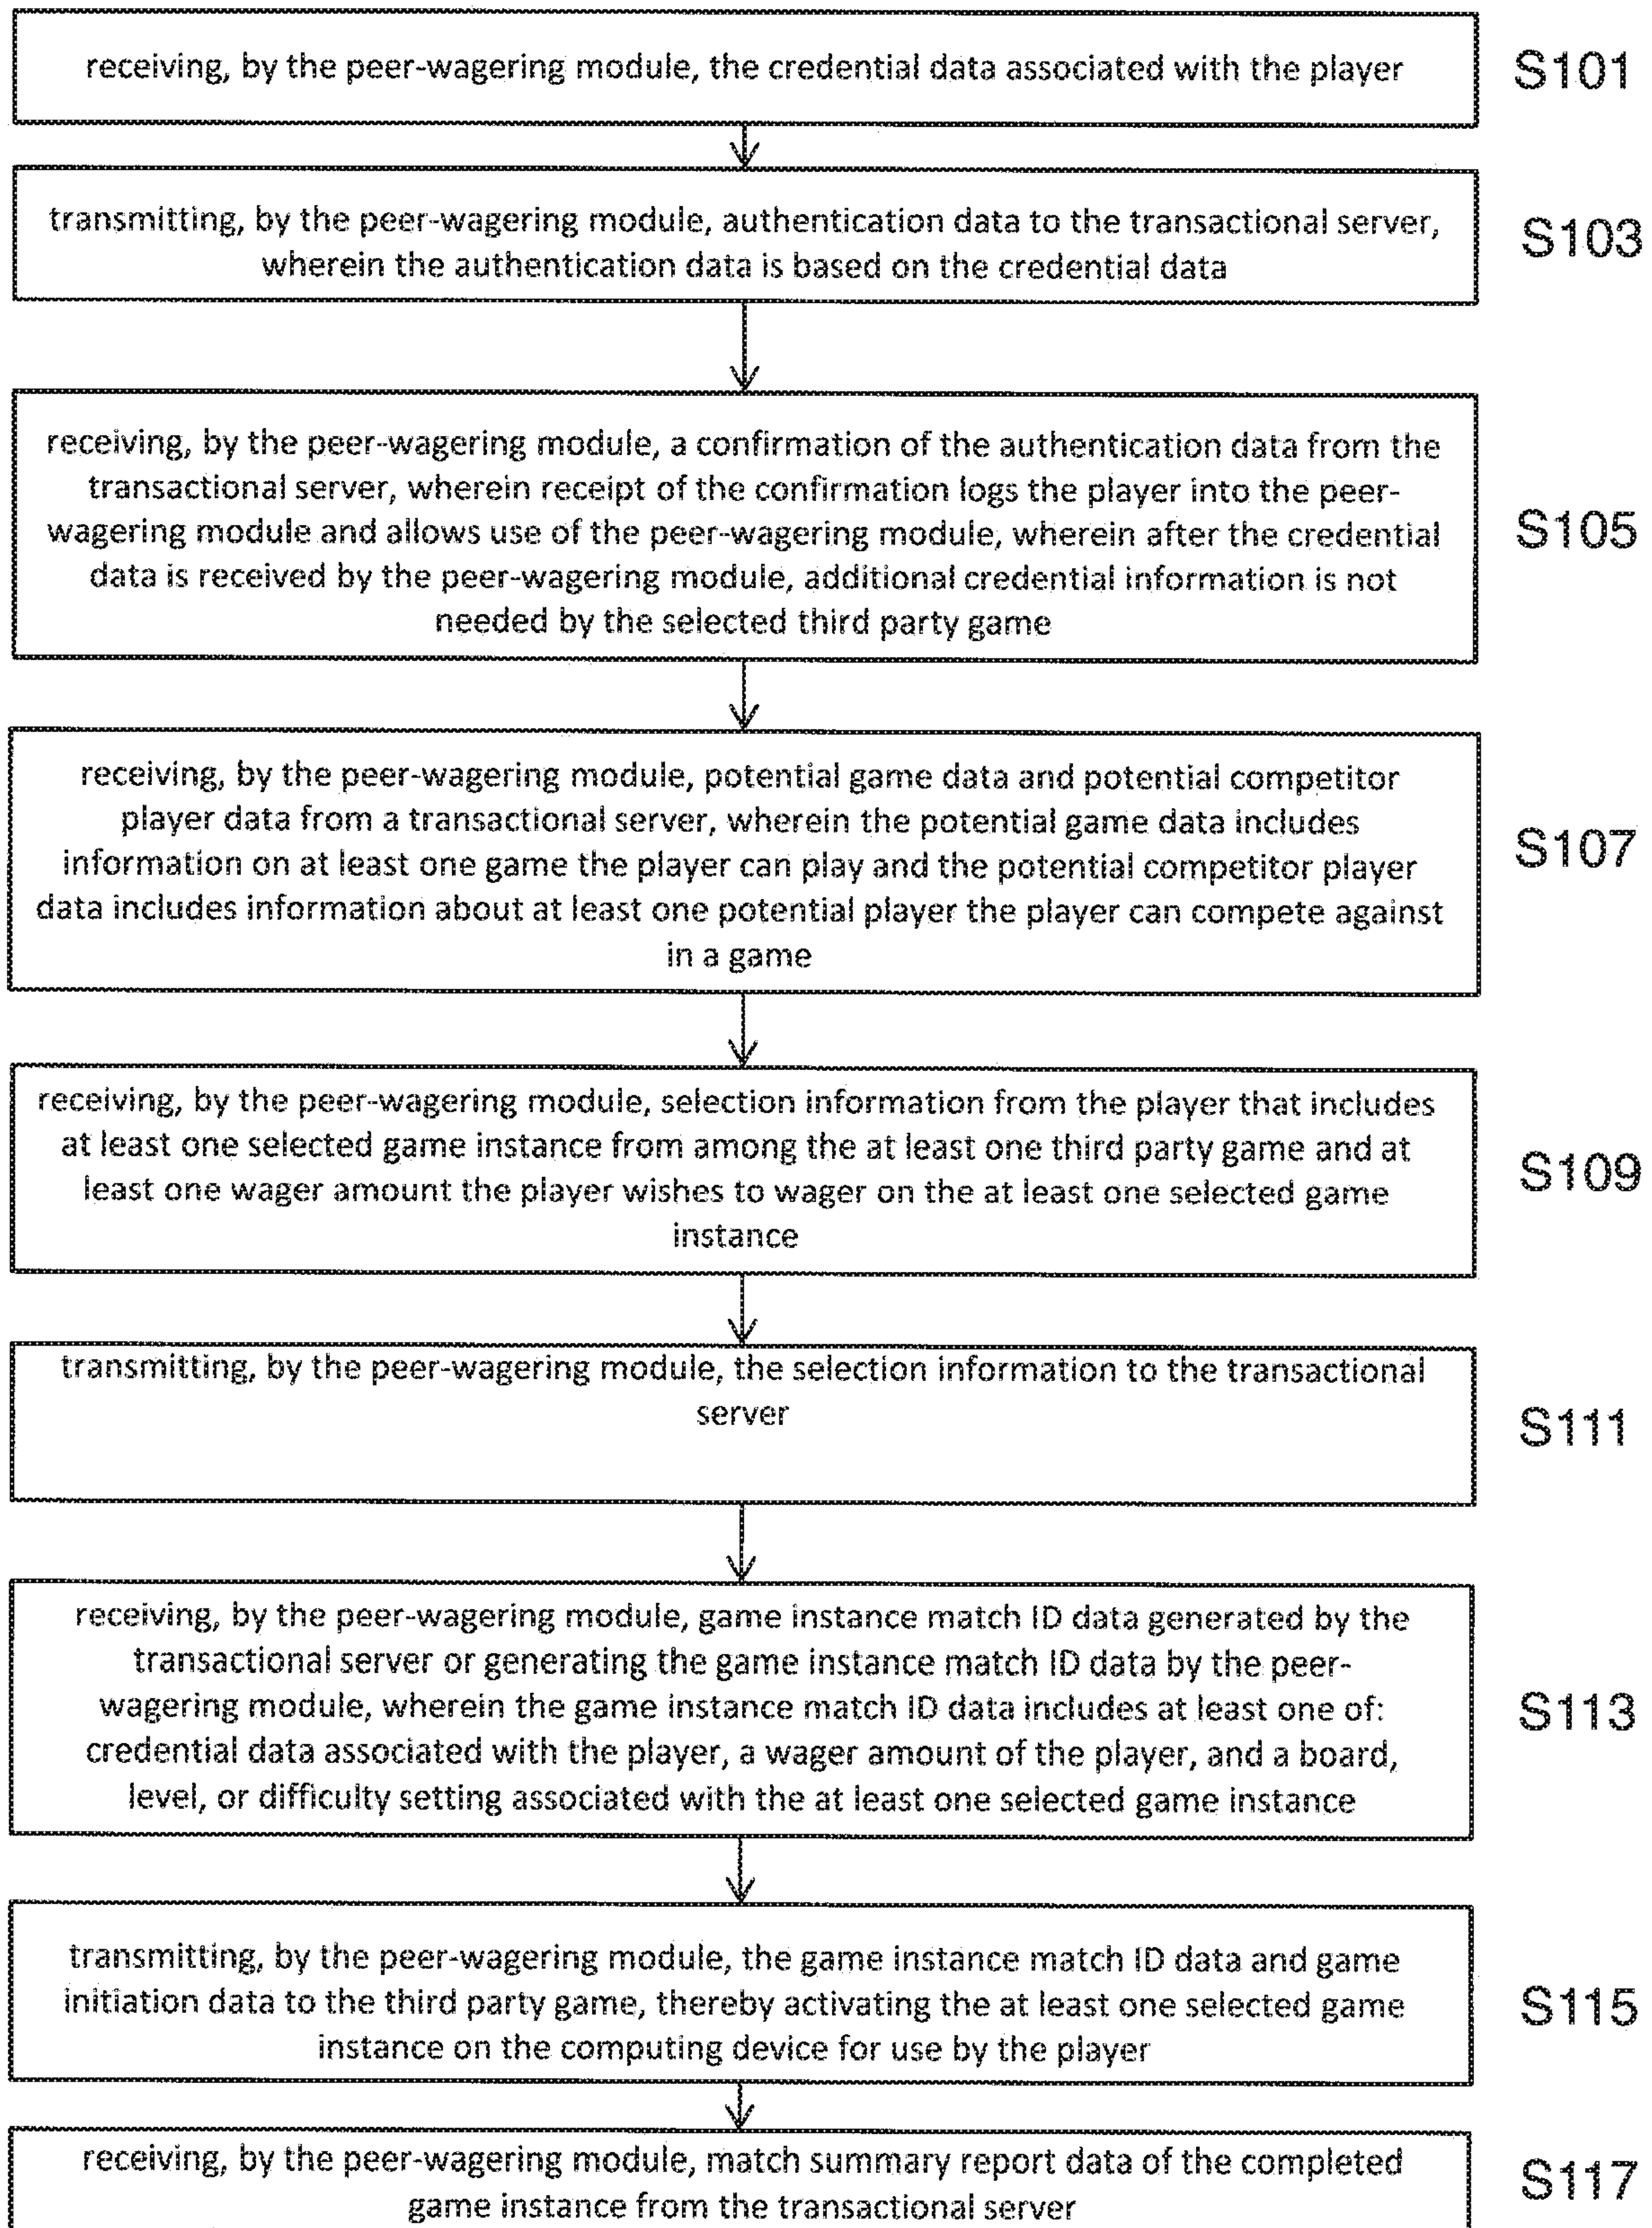 receiving, by the peer-wagering module, the credential data associated with the player
S101
transmitting, by the peer-wagering module, authentication data to the transactional server,
wherein the authentication data is based on the credential data
S103
receiving, by the peer-wagering module, a confirmation of the authentication data from the
transactional server, wherein receipt of the confirmation logs the player into the peer-
wagering module and allows use of the peer-wagering module, wherein after the credential
data is received by the peer-wagering module, additional credential information is not
needed by the selected third party game
S105
receiving, by the peer-wagering module, potential game data and potential competitor
player data from a transactional server, wherein the potential game data includes
information on at least one game the player can play and the potential competitor player
data includes information about at least one potential player the player can compete against
in a game
S107
receiving, by the peer-wagering module, selection information from the player that includes
at least one selected game instance from among the at least one third party game and at
least one wager amount the player wishes to wager on the at least one selected game
instance
S109
transmitting, by the peer-wagering module, the selection information to the transactional
server
S111
receiving, by the peer-wagering module, game instance match ID data generated by the
transactional server or generating the game instance match ID data by the peer-
wagering module, wherein the game instance match ID data includes at least one of:
credential data associated with the player, a wager amount of the player, and a board,
level, or difficulty setting associated with the at least one selected game instance
S113
transmitting, by the peer-wagering module, the game instance match ID data and game
initiation data to the third party game, thereby activating the at least one selected game
instance on the computing device for use by the player
S115
receiving, by the peer-wagering module, match summary report data of the completed
game instance from the transactional server
S117